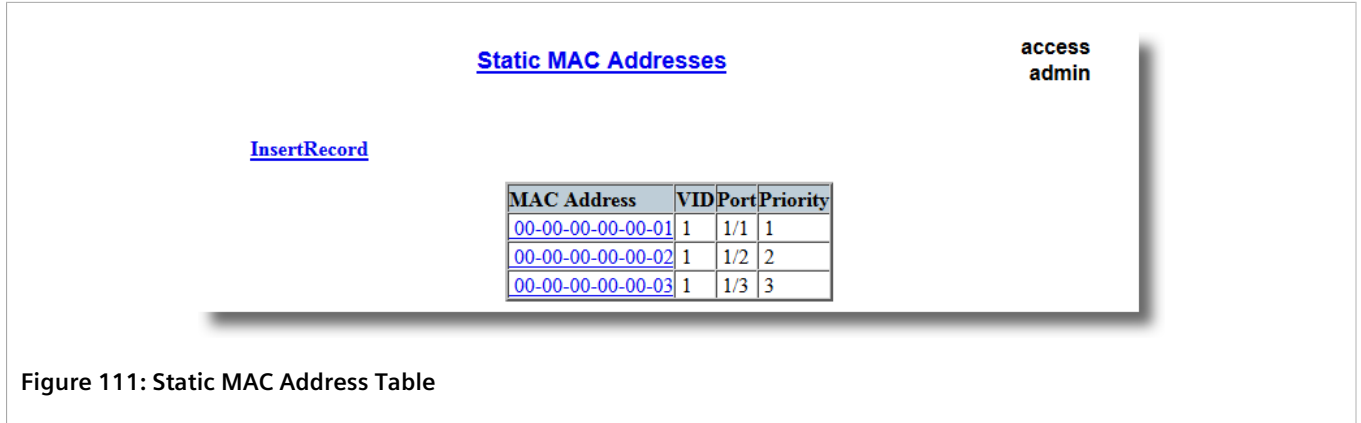 Static MAC Addresses
access
admin
InsertRecord
MAC Address VID Port Priority
00-00-00-00-00-01 1 1/1 1
00-00-00-00-00-02 1 1/2 2
00-00-00-00-00-03 1 1/3 3
Figure 111: Static MAC Address Table